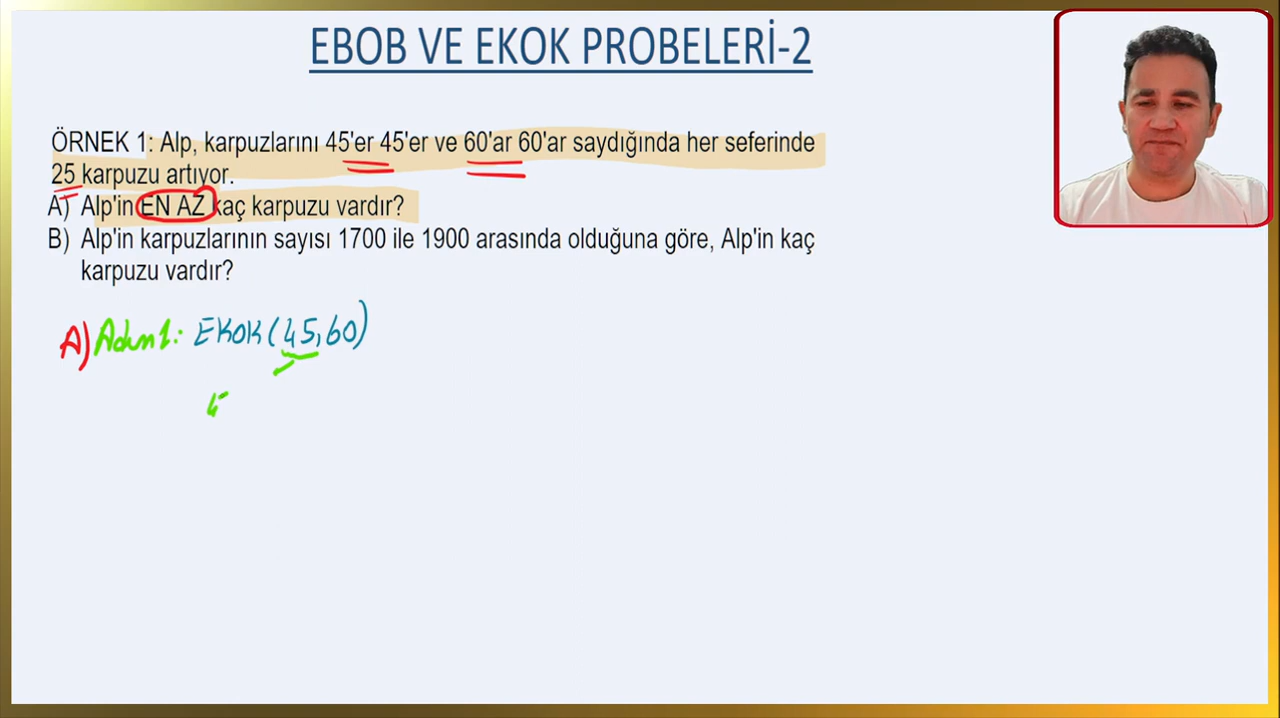 EBOB VE EKOK PROBELERİ-2
ÖRNEK 1: Alp, karpuzlarını 45'er 45'er ve 60'ar 60'ar saydığında her seferinde
25 karpuzu artıyor.
A) Alp'in EN AZ kaç karpuzu vardır?
B) Alp'in karpuzlarının sayısı 1700 ile 1900 arasında olduğuna göre, Alp'in kaç
karpuzu vardır?
A) Adım 1: EKOK(45,60)